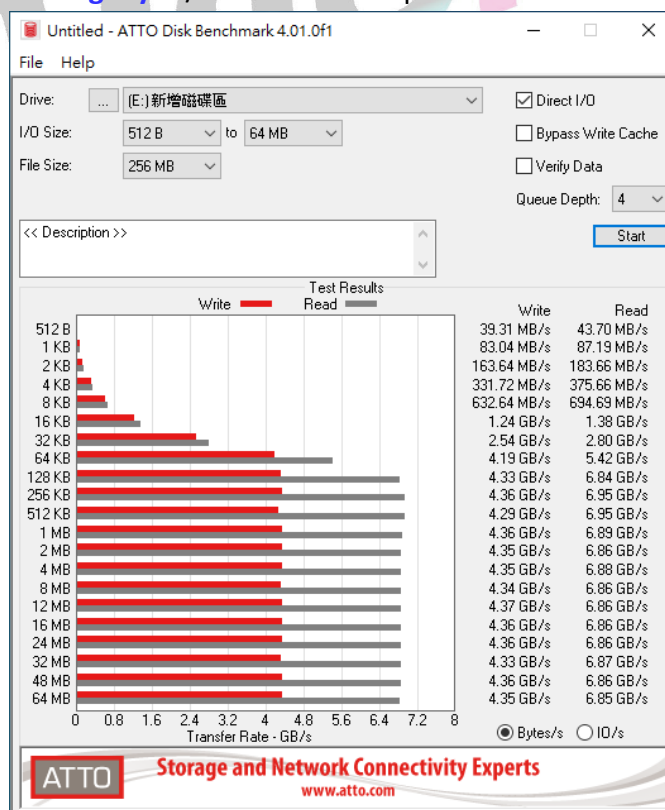 Untitled - ATTO Disk Benchmark 4.01.0f1
File Help
Drive: ... (E:) 新增磁碟區
Direct I/O
I/O Size: 512 B to 64 MB
Bypass Write Cache
File Size: 256 MB
Verify Data
Queue Depth: 4
<< Description >>
Start
Test Results
Write Read
Write Read
512 B 39.31 MB/s 43.70 MB/s
1 KB 83.04 MB/s 87.19 MB/s
2 KB 163.64 MB/s 183.66 MB/s
4 KB 331.72 MB/s 375.66 MB/s
8 KB 632.64 MB/s 694.69 MB/s
16 KB 1.24 GB/s 1.38 GB/s
32 KB 2.54 GB/s 2.80 GB/s
64 KB 4.19 GB/s 5.42 GB/s
128 KB 4.33 GB/s 6.84 GB/s
256 KB 4.36 GB/s 6.95 GB/s
512 KB 4.29 GB/s 6.95 GB/s
1 MB 4.36 GB/s 6.89 GB/s
2 MB 4.35 GB/s 6.86 GB/s
4 MB 4.35 GB/s 6.88 GB/s
8 MB 4.34 GB/s 6.86 GB/s
12 MB 4.37 GB/s 6.86 GB/s
16 MB 4.36 GB/s 6.86 GB/s
24 MB 4.36 GB/s 6.86 GB/s
32 MB 4.33 GB/s 6.87 GB/s
48 MB 4.36 GB/s 6.86 GB/s
64 MB 4.35 GB/s 6.85 GB/s
0 0.8 1.6 2.4 3.2 4 4.8 5.6 6.4 7.2 8
Transfer Rate - GB/s
Bytes/s IO/s
ATTO
Storage and Network Connectivity Experts
www.atto.com